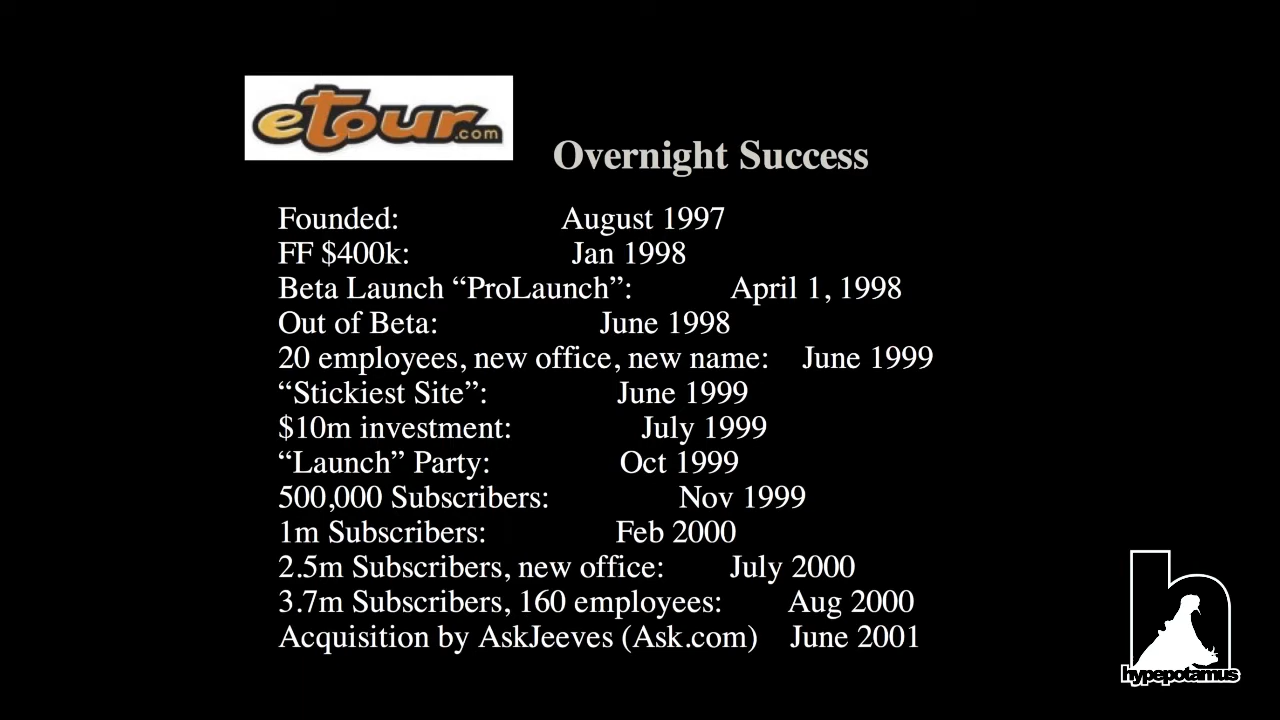 eTour.com
Overnight Success
Founded: August 1997
FF $400k: Jan 1998
Beta Launch “ProLaunch”: April 1, 1998
Out of Beta: June 1998
20 employees, new office, new name: June 1999
“Stickiest Site”: June 1999
$10m investment: July 1999
“Launch” Party: Oct 1999
500,000 Subscribers: Nov 1999
1m Subscribers: Feb 2000
2.5m Subscribers, new office: July 2000
3.7m Subscribers, 160 employees: Aug 2000
Acquisition by AskJeeves (Ask.com) June 2001
h
hypepotamus